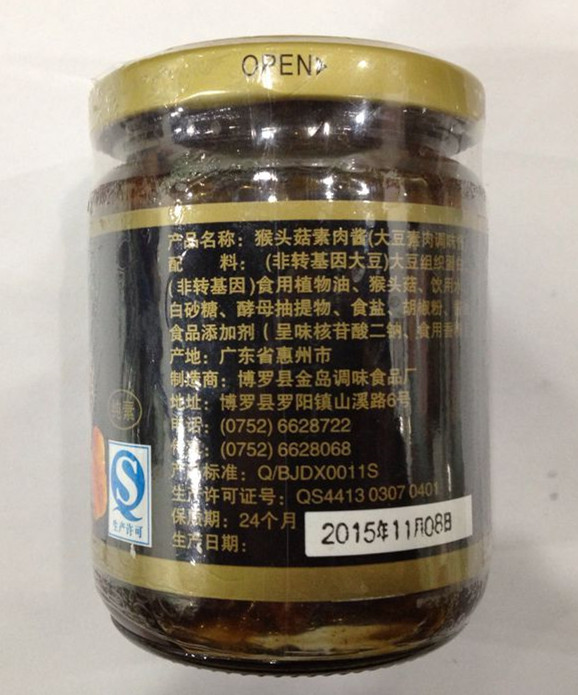 OPEN
产品名称：猴头菇素肉酱(大豆素肉调味
配 料：(非转基因大豆)大豆组织蛋白
(非转基因)食用植物油、猴头菇、饮用水
白砂糖、酵母抽提物、食盐、胡椒粉、
食品添加剂（呈味核苷酸二钠、食用香
产地：广东省惠州市
制造商：博罗县金岛调味食品厂
地址：博罗县罗阳镇山溪路6号
电话：(0752) 6628722
(0752) 6628068
产品标准：Q/BJDX0011S
生产许可证号：QS4413 0307 0401
保质期：24个月
生产日期：
2015年11月08日
纯素
生产许可